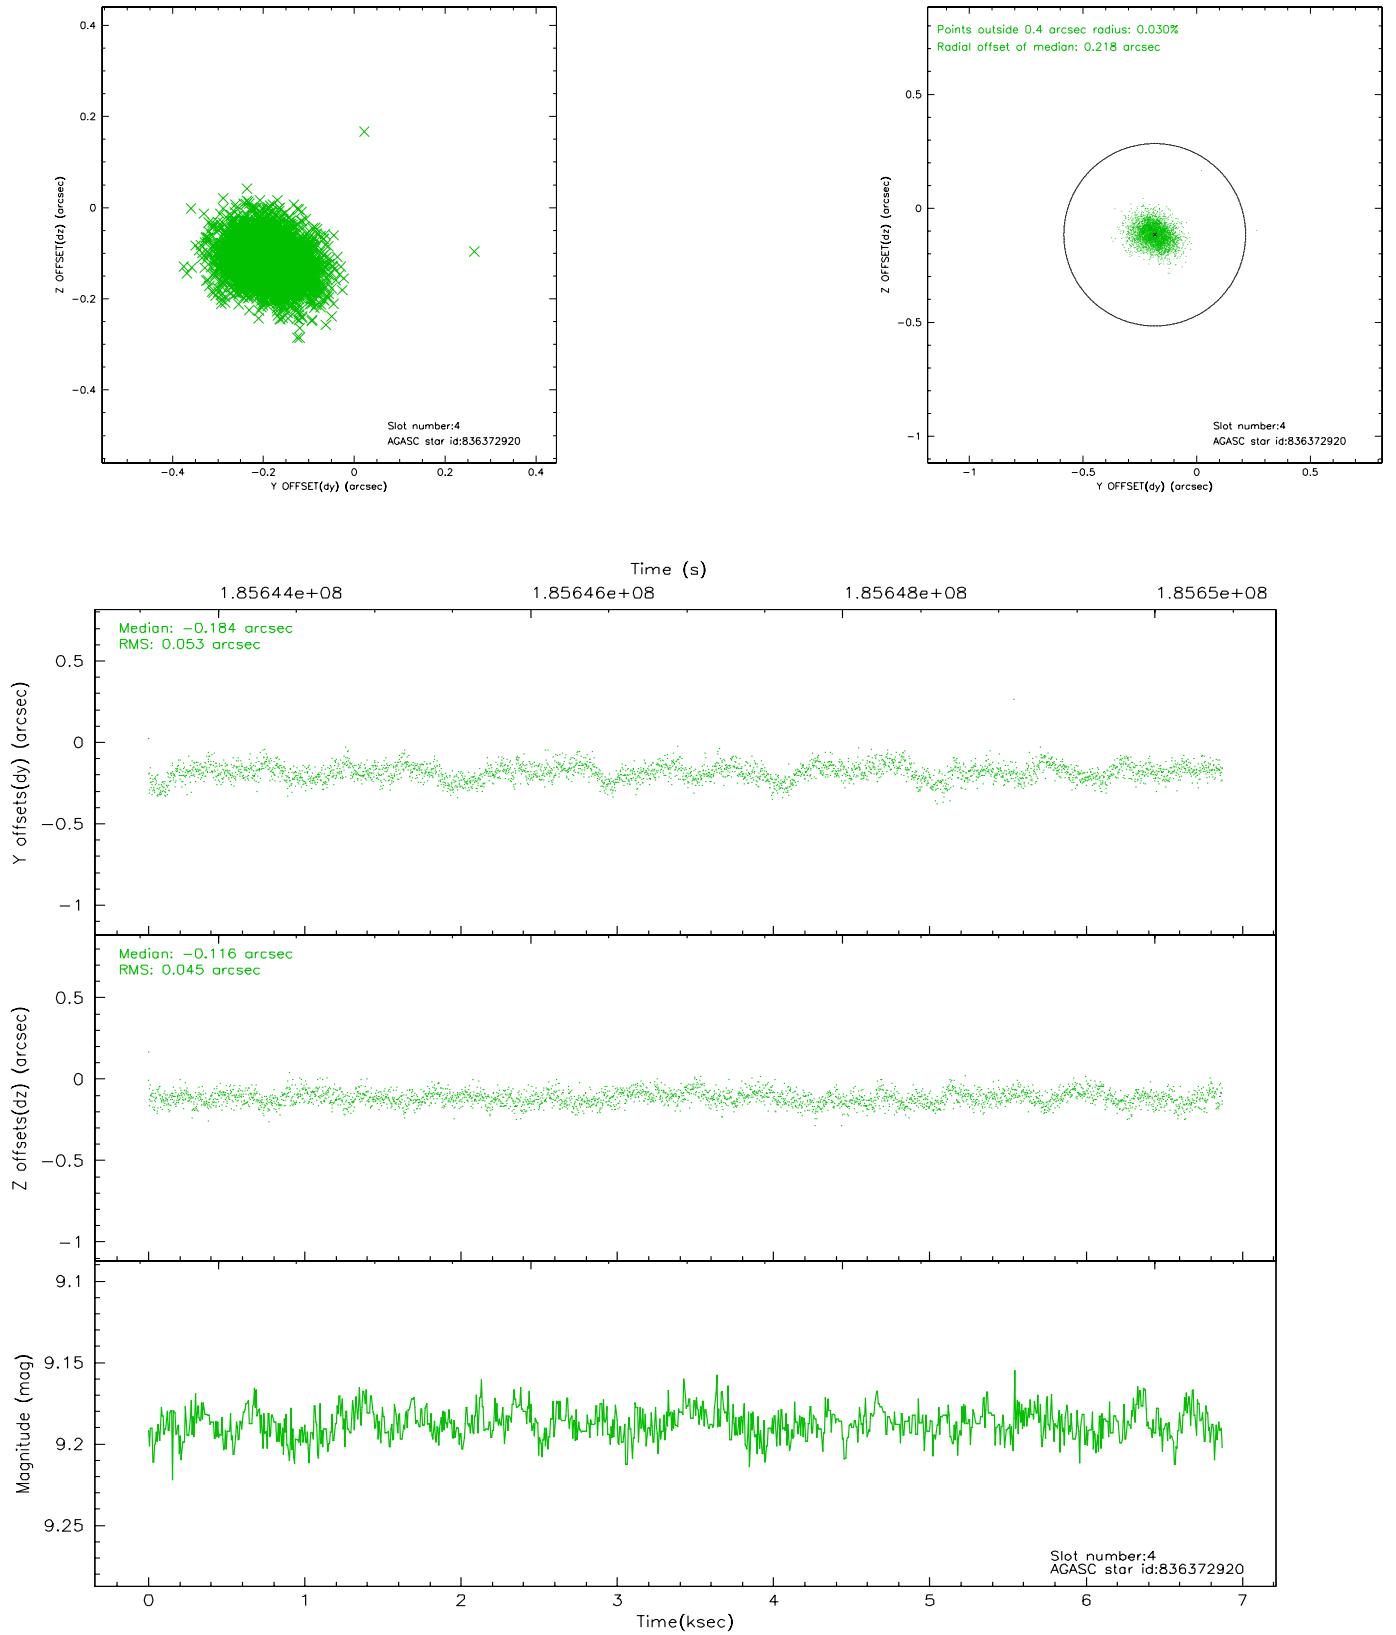 0.4
0.2
0
−0.2
−0.4
Z OFFSET(dz) (arcsec)
Slot number:4
AGASC star id:836372920
−0.4 −0.2 0 0.2 0.4
Y OFFSET(dy) (arcsec)
Points outside 0.4 arcsec radius: 0.030%
Radial offset of median: 0.218 arcsec
0.5
0
−0.5
−1
Z OFFSET(dz) (arcsec)
Slot number:4
AGASC star id:836372920
−1 −0.5 0 0.5
Y OFFSET(dy) (arcsec)
Time (s)
1.85644e+08 1.85646e+08 1.85648e+08 1.8565e+08
Median: −0.184 arcsec
RMS: 0.053 arcsec
0.5
0
−0.5
−1
Y offsets(dy) (arcsec)
Median: −0.116 arcsec
RMS: 0.045 arcsec
0.5
0
−0.5
−1
Z offsets(dz) (arcsec)
9.1
9.15
9.2
9.25
Magnitude (mag)
Slot number:4
AGASC star id:836372920
0 1 2 3 4 5 6 7
Time(ksec)